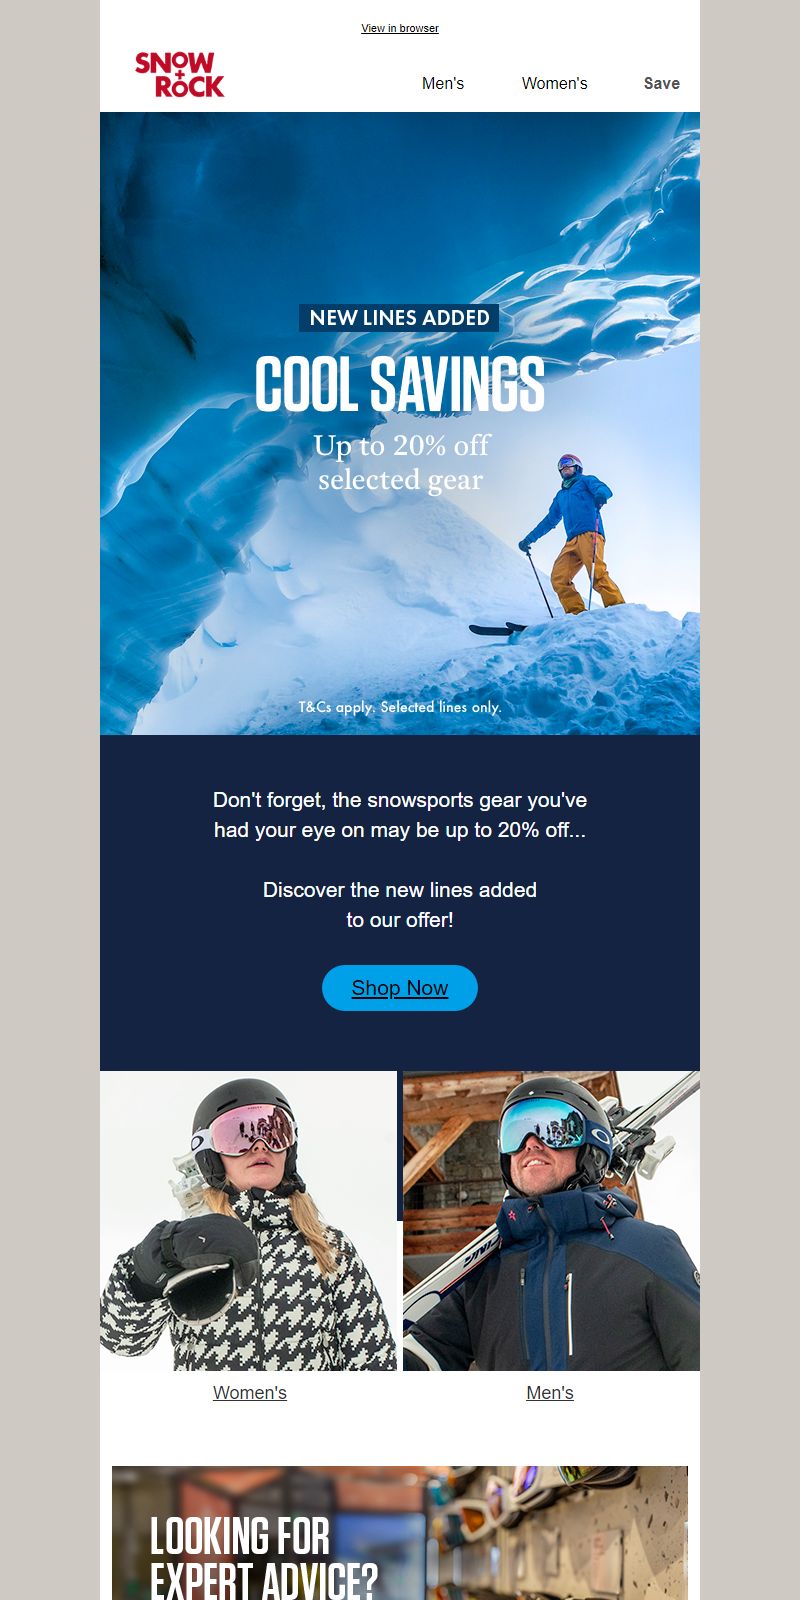 View in browser
SNOW
+
ROCK
Men's
Women's
Save
NEW LINES ADDED
COOL SAVINGS
Up to 20% off
selected gear
T&Cs apply. Selected lines only.
Don't forget, the snowsports gear you've
had your eye on may be up to 20% off...
Discover the new lines added
to our offer!
Shop Now
Women's
Men's
LOOKING FOR
EXPERT ADVICE?